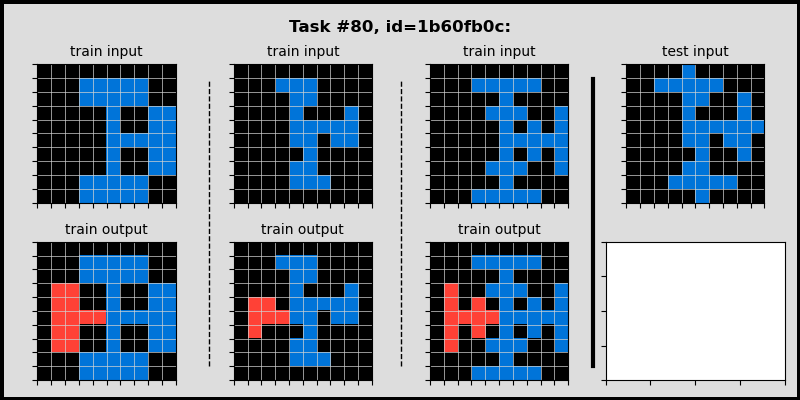 Task #80, id=1b60fb0c:
train input
train input
train input
test input
train output
train output
train output